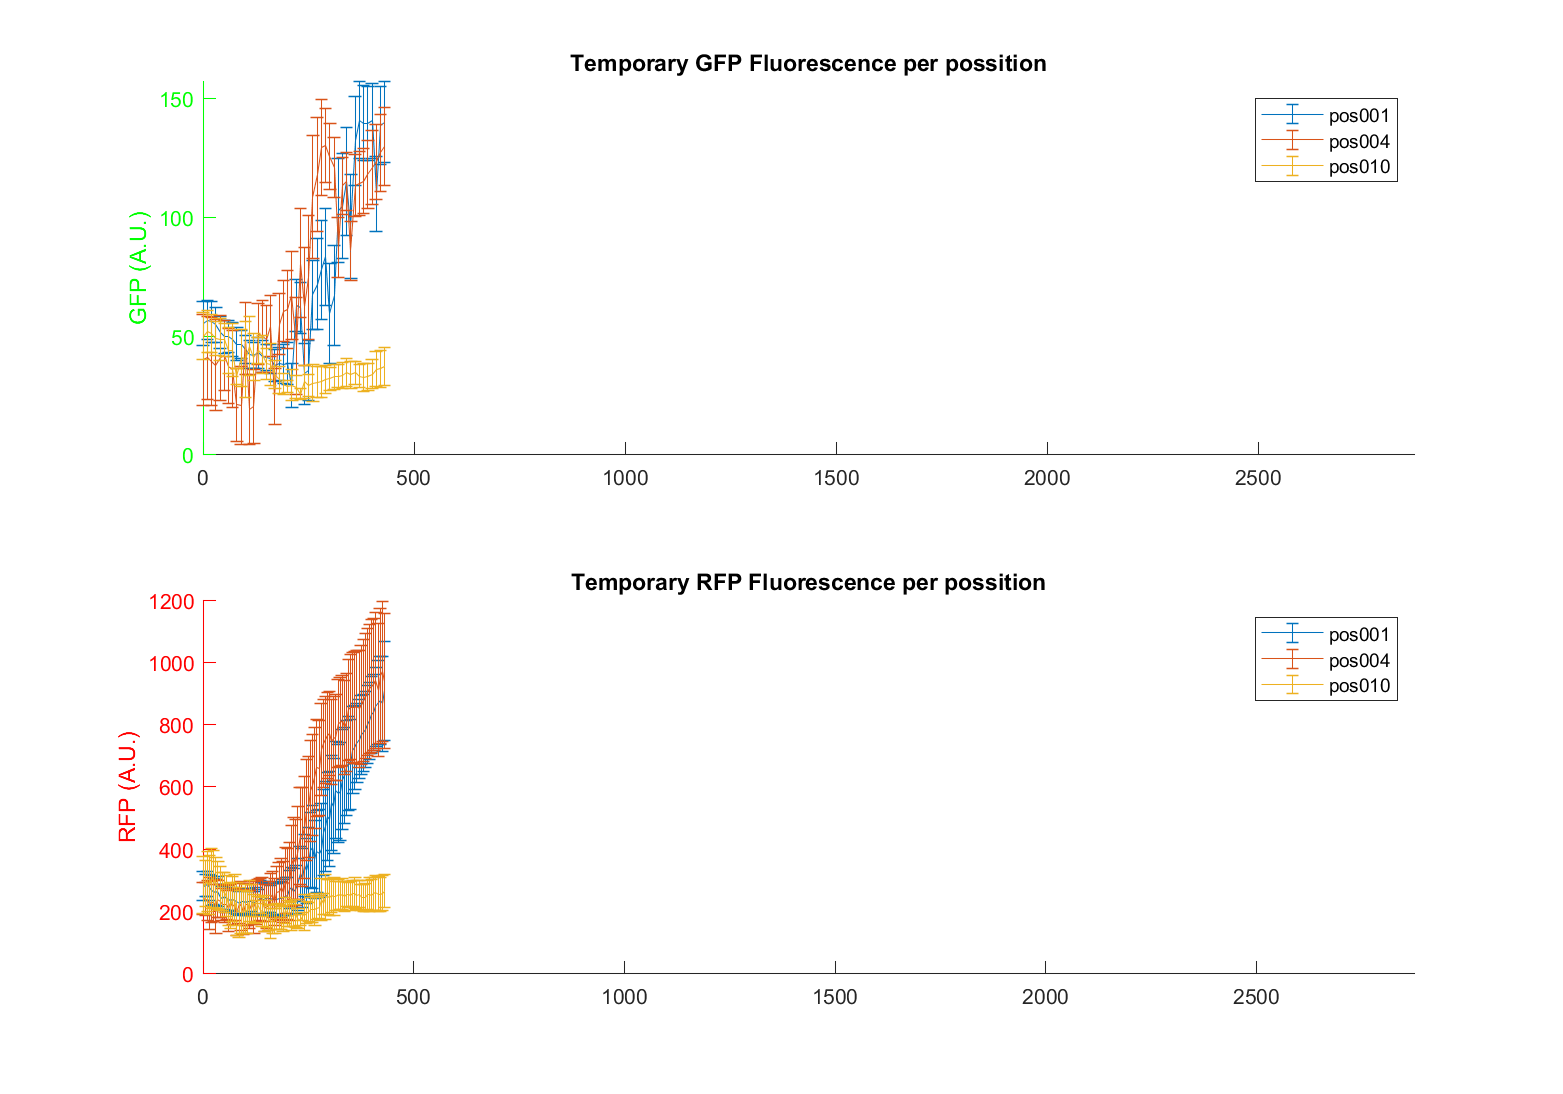 Temporary GFP Fluorescence per possition
GFP (A.U.)
150
100
50
0
0 500 1000 1500 2000 2500
pos001
pos004
pos010
Temporary RFP Fluorescence per possition
RFP (A.U.)
1200
1000
800
600
400
200
0
0 500 1000 1500 2000 2500
pos001
pos004
pos010